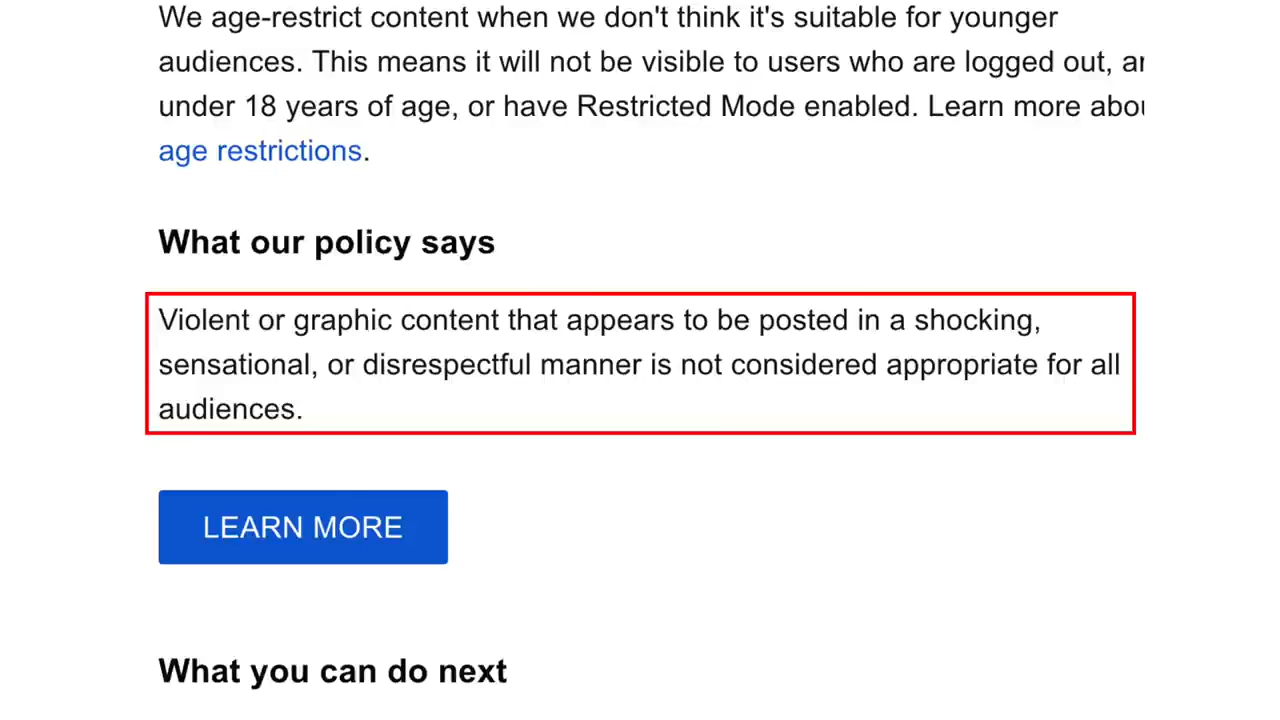 We age-restrict content when we don't think it's suitable for younger
audiences. This means it will not be visible to users who are logged out,
under 18 years of age, or have Restricted Mode enabled. Learn more
age restrictions.
What our policy says
Violent or graphic content that appears to be posted in a shocking,
sensational, or disrespectful manner is not considered appropriate for all
audiences.
LEARN MORE
What you can do next